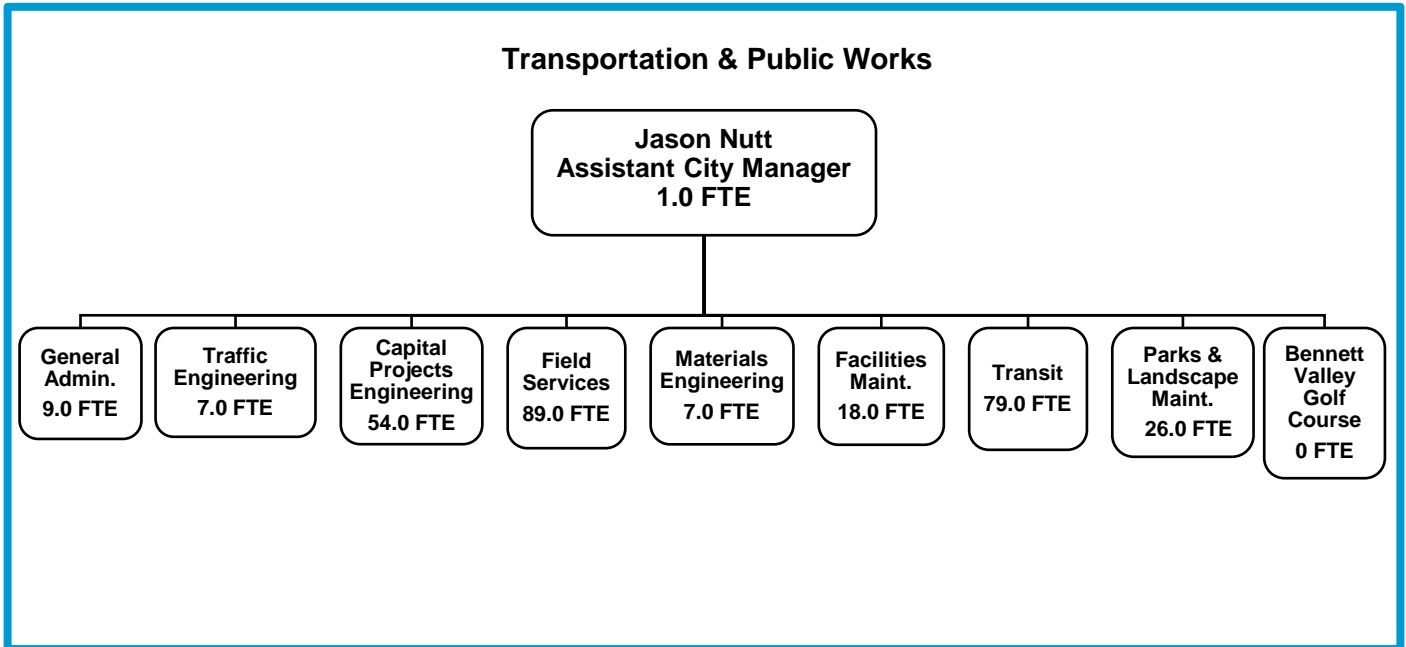 Transportation & Public Works
Jason Nutt
Assistant City Manager
1.0 FTE
General
Admin.
9.0 FTE
Traffic
Engineering
7.0 FTE
Capital
Projects
Engineering
54.0 FTE
Field
Services
89.0 FTE
Materials
Engineering
7.0 FTE
Facilities
Maint.
18.0 FTE
Transit
79.0 FTE
Parks &
Landscape
Maint.
26.0 FTE
Bennett
Valley
Golf
Course
0 FTE